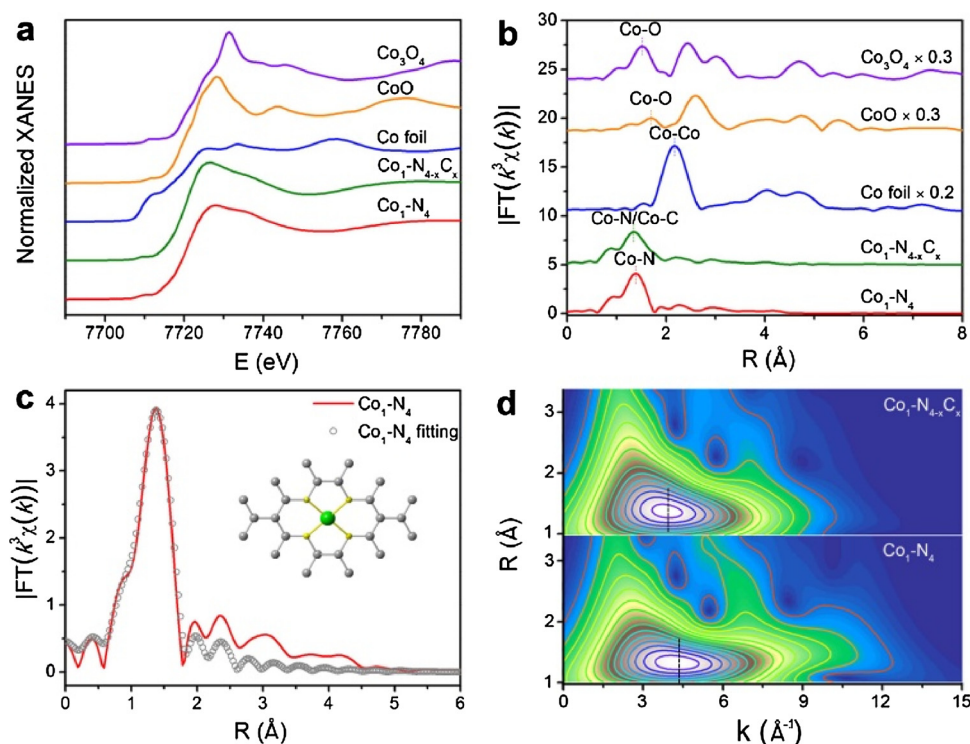 a
Normalized XANES
Co₃O₄
CoO
Co foil
Co₁-N₄₋ₓCₓ
Co₁-N₄
7700 7720 7740 7760 7780
E (eV)
b
|FT(k³χ(k))|
30
25
20
15
10
5
0
Co-O
Co₃O₄ × 0.3
Co-O
CoO × 0.3
Co-Co
Co foil × 0.2
Co-N/Co-C
Co₁-N₄₋ₓCₓ
Co-N
Co₁-N₄
0 2 4 6 8
R (Å)
c
|FT(k³χ(k))|
4
3
2
1
0
Co₁-N₄
Co₁-N₄ fitting
0 1 2 3 4 5 6
R (Å)
d
R (Å)
3
2
1
Co₁-N₄₋ₓCₓ
3
2
1
Co₁-N₄
0 3 6 9 12 15
k (Å⁻¹)